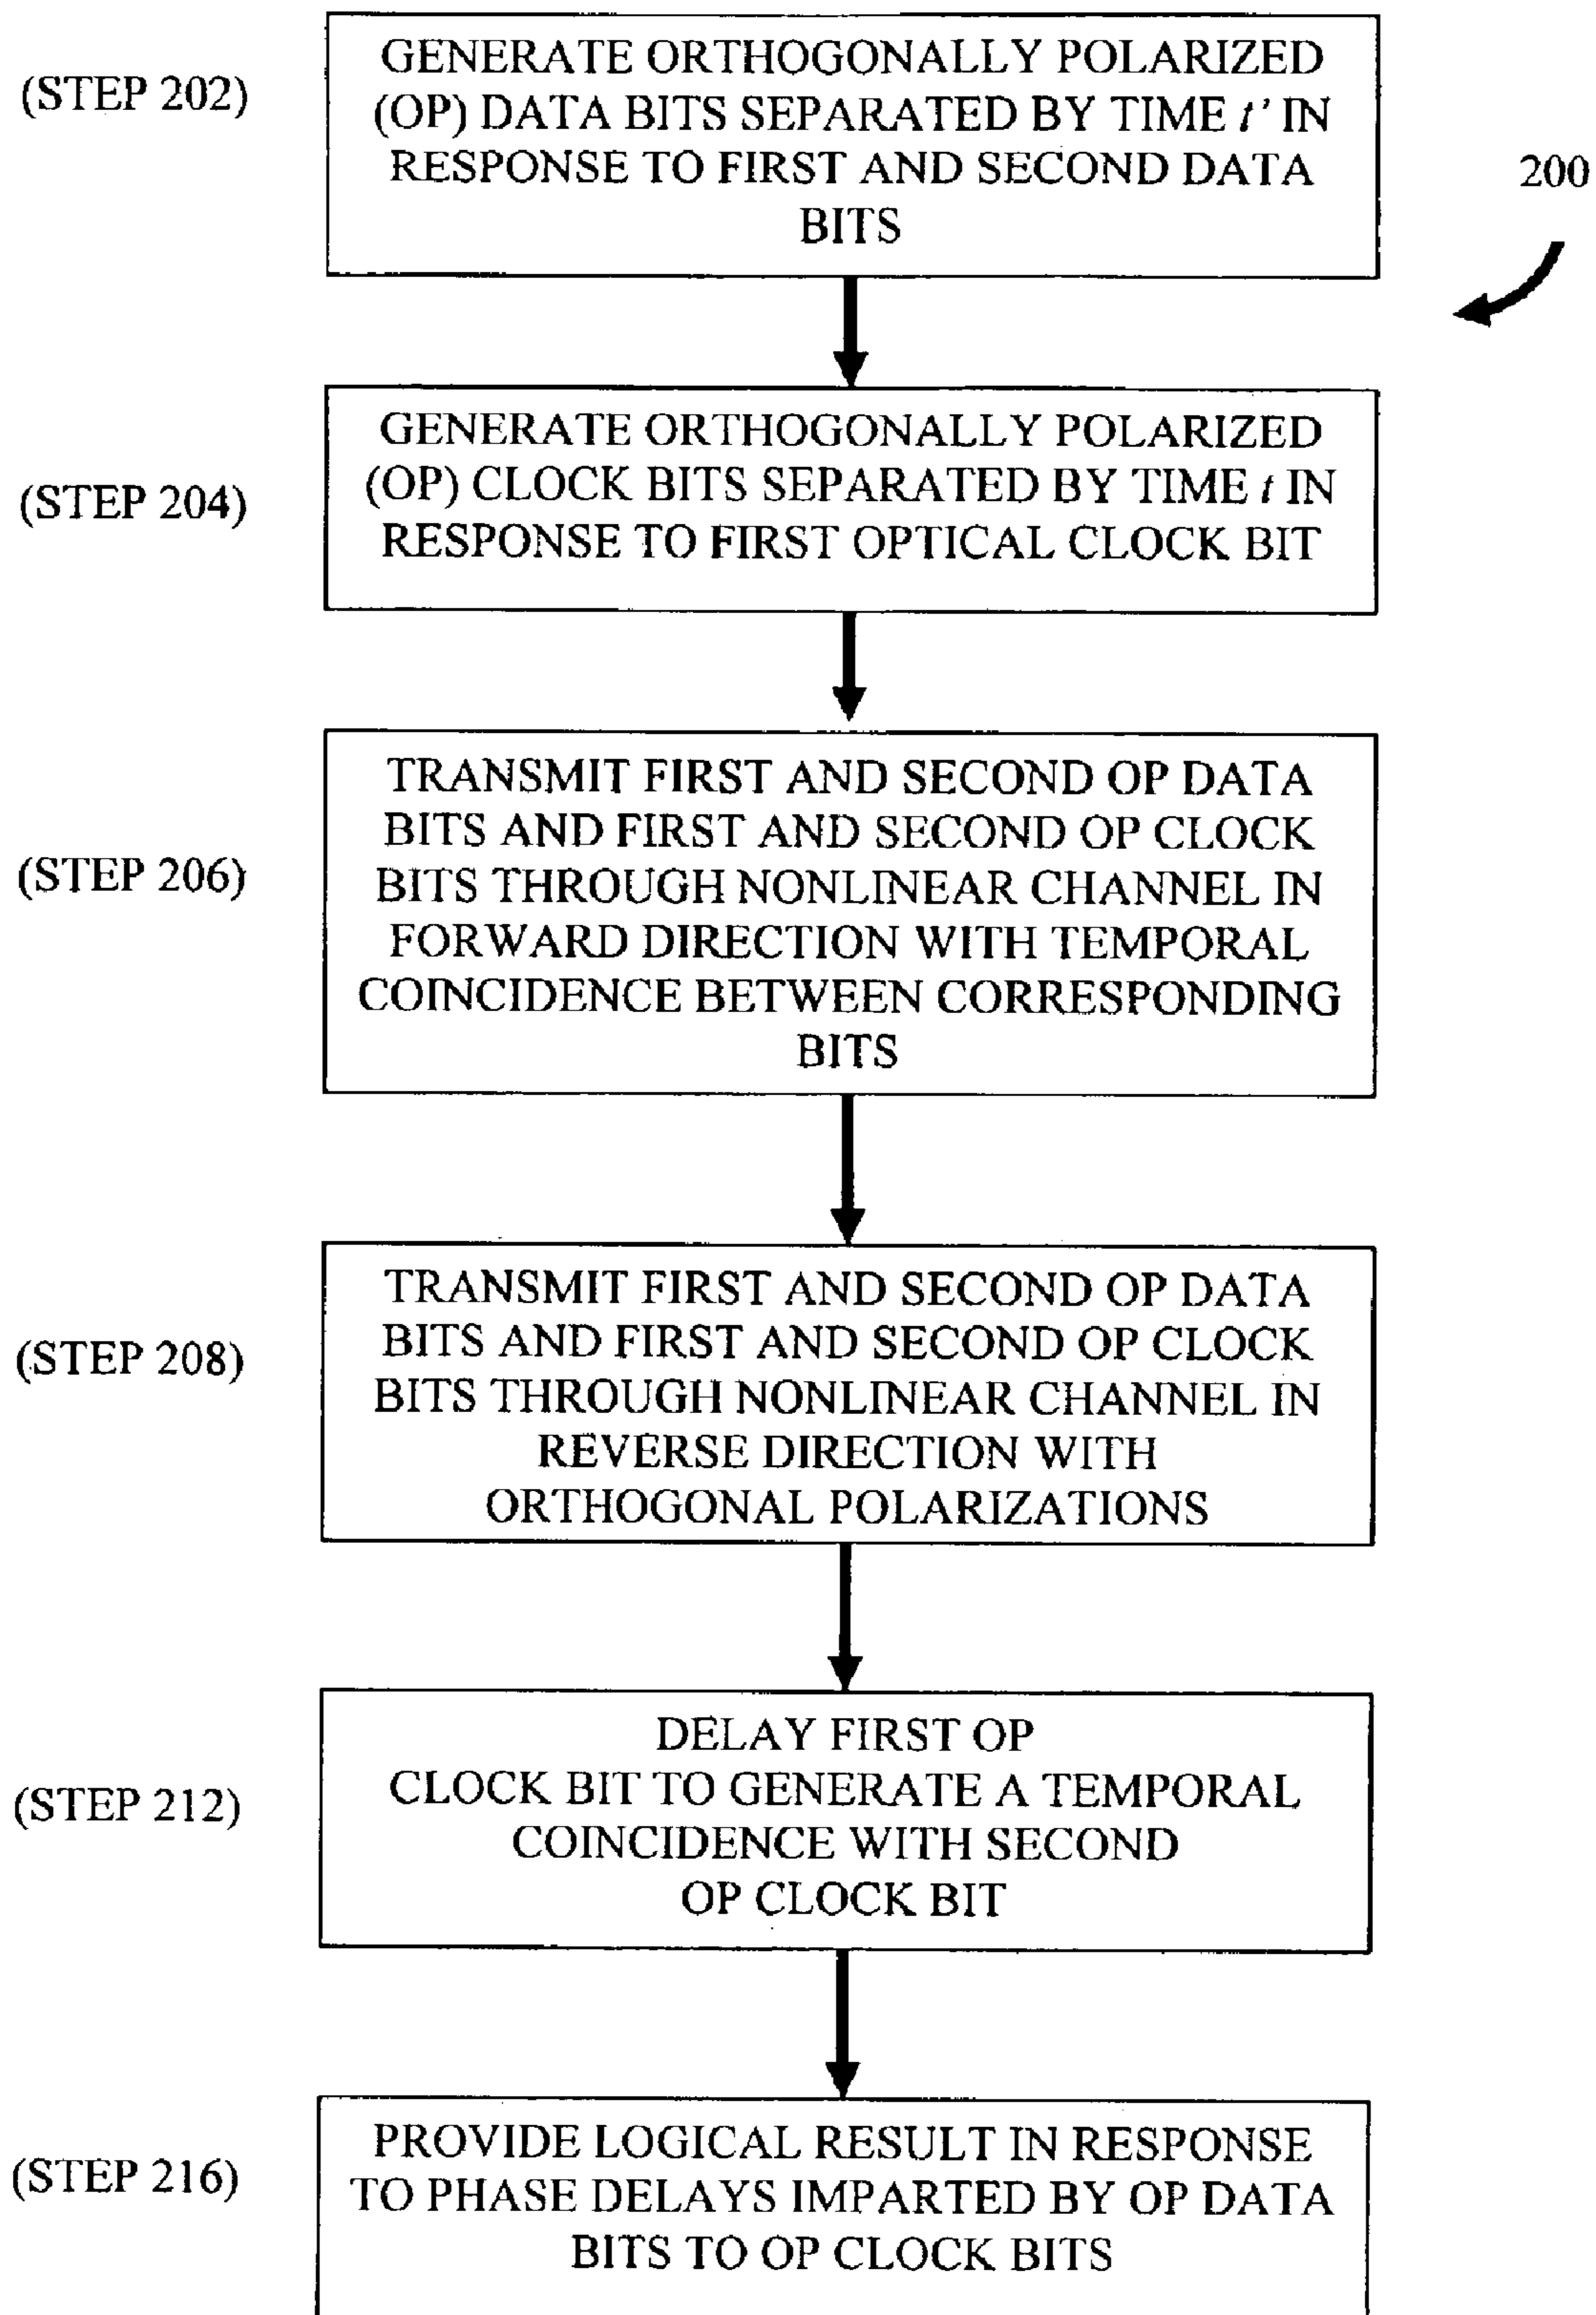 (STEP 202)
GENERATE ORTHOGONALLY POLARIZED
(OP) DATA BITS SEPARATED BY TIME t' IN
RESPONSE TO FIRST AND SECOND DATA
BITS
200
(STEP 204)
GENERATE ORTHOGONALLY POLARIZED
(OP) CLOCK BITS SEPARATED BY TIME t IN
RESPONSE TO FIRST OPTICAL CLOCK BIT
(STEP 206)
TRANSMIT FIRST AND SECOND OP DATA
BITS AND FIRST AND SECOND OP CLOCK
BITS THROUGH NONLINEAR CHANNEL IN
FORWARD DIRECTION WITH TEMPORAL
COINCIDENCE BETWEEN CORRESPONDING
BITS
(STEP 208)
TRANSMIT FIRST AND SECOND OP DATA
BITS AND FIRST AND SECOND OP CLOCK
BITS THROUGH NONLINEAR CHANNEL IN
REVERSE DIRECTION WITH
ORTHOGONAL POLARIZATIONS
(STEP 212)
DELAY FIRST OP
CLOCK BIT TO GENERATE A TEMPORAL
COINCIDENCE WITH SECOND
OP CLOCK BIT
(STEP 216)
PROVIDE LOGICAL RESULT IN RESPONSE
TO PHASE DELAYS IMPARTED BY OP DATA
BITS TO OP CLOCK BITS